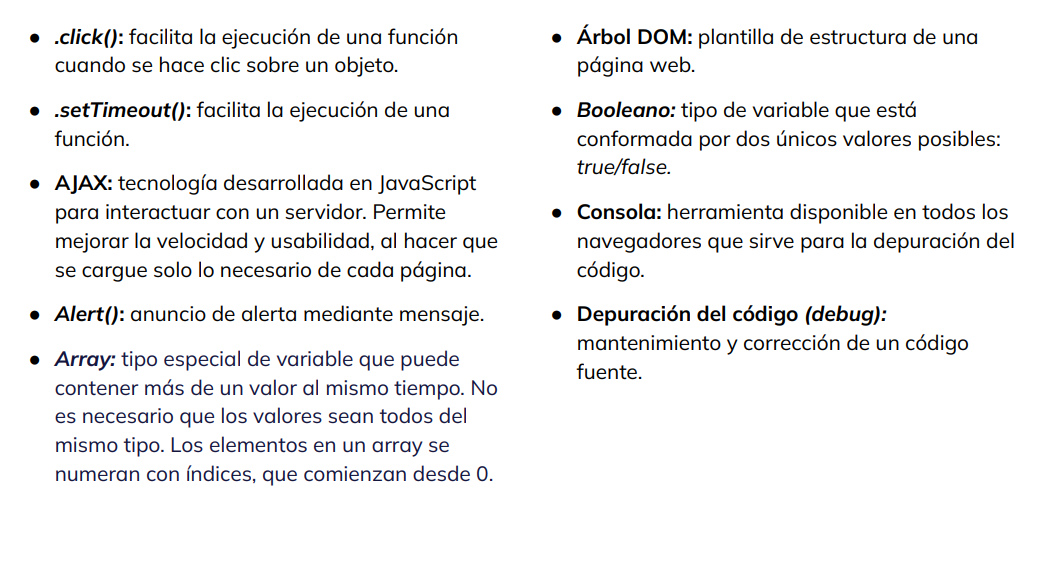 ● .click(): facilita la ejecución de una función
cuando se hace clic sobre un objeto.
● .setTimeout(): facilita la ejecución de una
función.
● AJAX: tecnología desarrollada en JavaScript
para interactuar con un servidor. Permite
mejorar la velocidad y usabilidad, al hacer que
se cargue solo lo necesario de cada página.
● Alert(): anuncio de alerta mediante mensaje.
● Array: tipo especial de variable que puede
contener más de un valor al mismo tiempo. No
es necesario que los valores sean todos del
mismo tipo. Los elementos en un array se
numeran con índices, que comienzan desde 0.
● Árbol DOM: plantilla de estructura de una
página web.
● Booleano: tipo de variable que está
conformada por dos únicos valores posibles:
true/false.
● Consola: herramienta disponible en todos los
navegadores que sirve para la depuración del
código.
● Depuración del código (debug):
mantenimiento y corrección de un código
fuente.